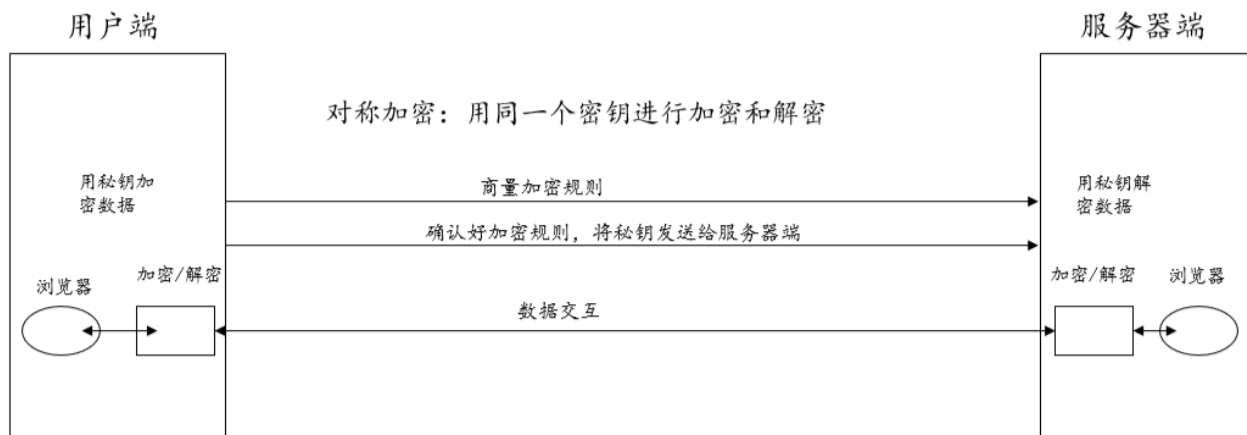 用户端
服务器端
对称加密：用同一个密钥进行加密和解密
用秘钥加
密数据
商量加密规则
用秘钥解
密数据
确认好加密规则，将秘钥发送给服务器端
浏览器
加密/解密
数据交互
加密/解密
浏览器